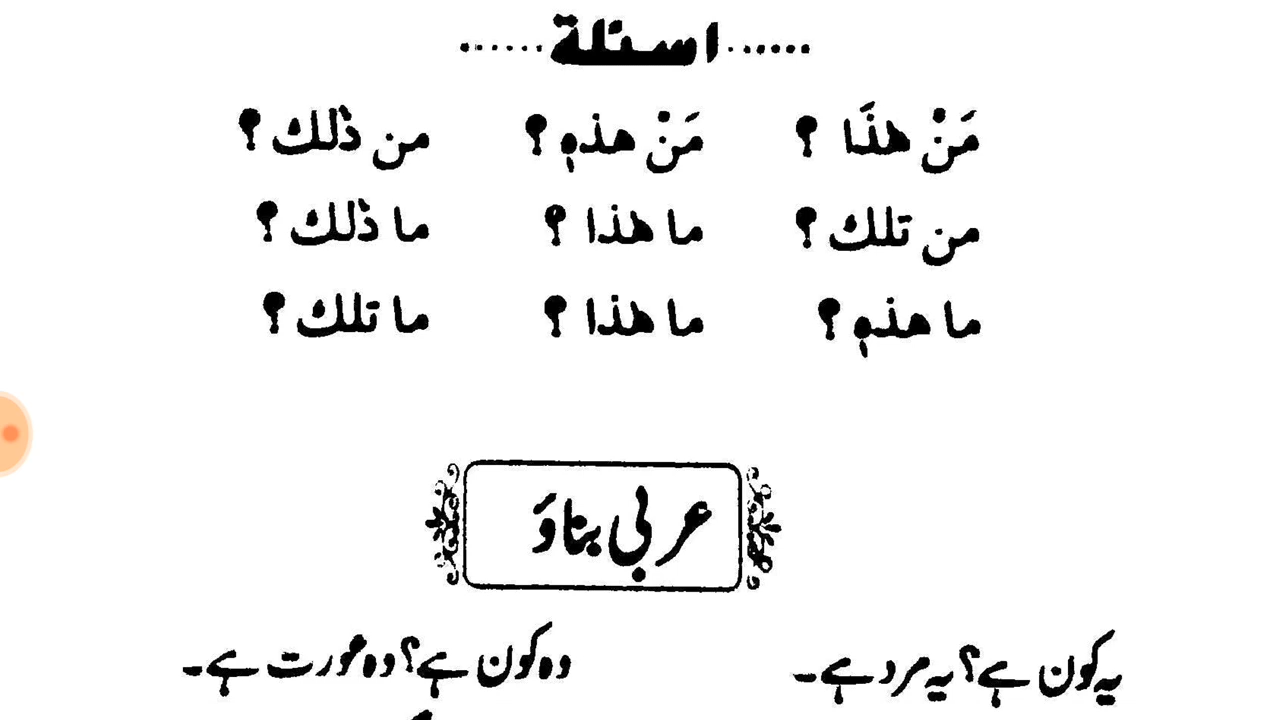 ...... اسئلة ......
مَنْ هذَا ؟ مَنْ هذهٖ ؟ من ذٰلك ؟
من تلك ؟ ما هٰذا ؟ ما ذٰلك ؟
ما هذهٖ ؟ ما هٰذا ؟ ما تلك ؟
عربی بناؤ
یہ کون ہے؟ یہ مرد ہے۔ وہ کون ہے؟ وہ عورت ہے۔